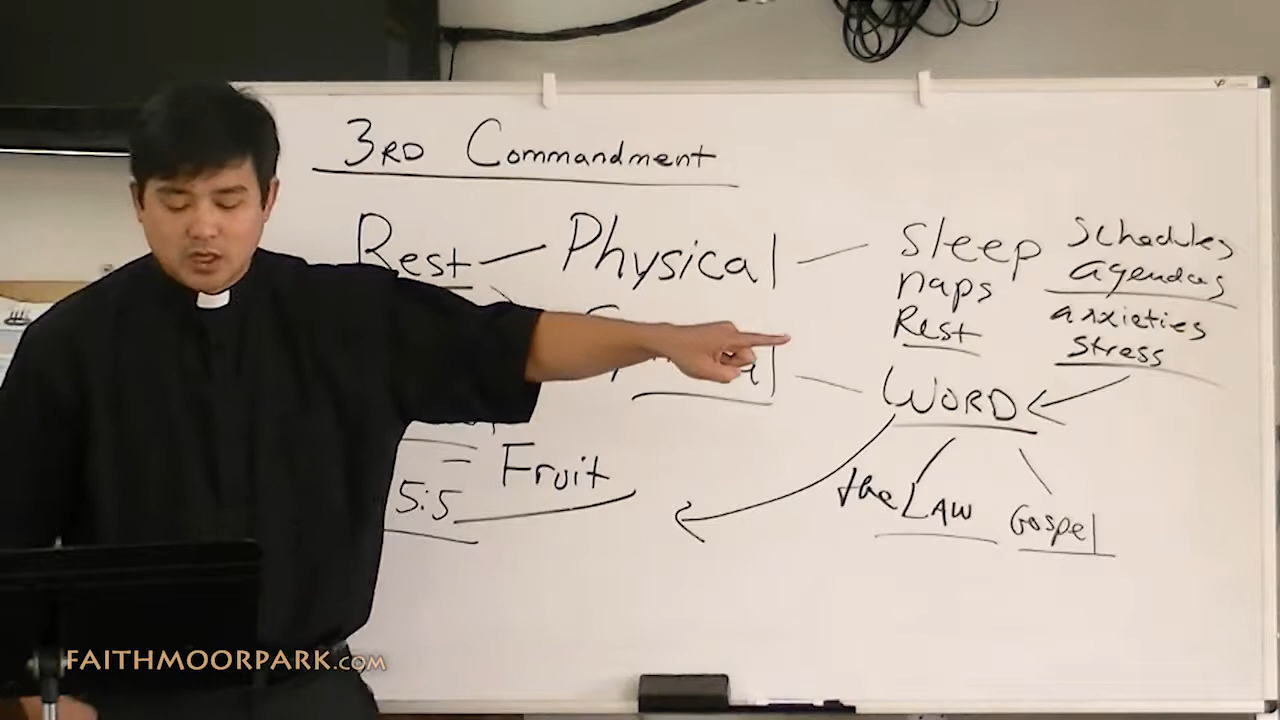 3RD Commandment
Rest Physical
Sleep
naps
Rest
Schedules
agendas
anxieties
Stress
WORD
the LAW Gospel
= Fruit
5:5
FAITHMOORPARK.COM